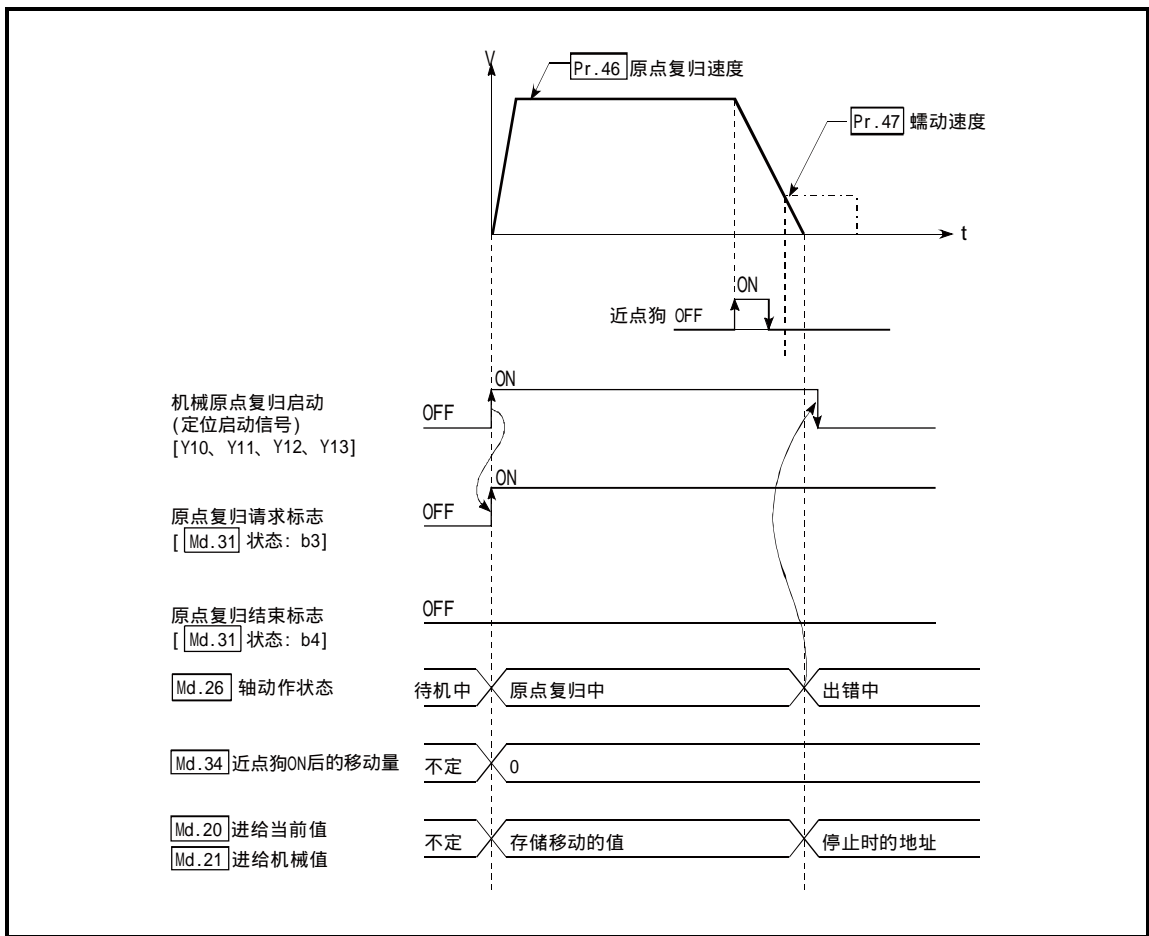 V
Pr.46 原点复归速度
Pr.47 蠕动速度
t
ON
近点狗 OFF
ON
机械原点复归启动
(定位启动信号)
[Y10、Y11、Y12、Y13]
OFF
ON
原点复归请求标志
[ Md.31 状态: b3]
OFF
原点复归结束标志
[ Md.31 状态: b4]
OFF
Md.26 轴动作状态
待机中
原点复归中
出错中
Md.34 近点狗ON后的移动量
不定
0
Md.20 进给当前值
Md.21 进给机械值
不定
存储移动的值
停止时的地址